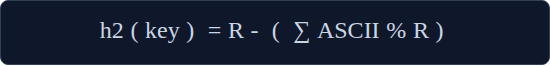 h2 ( key )  = R -  (  ∑ ASCII % R )